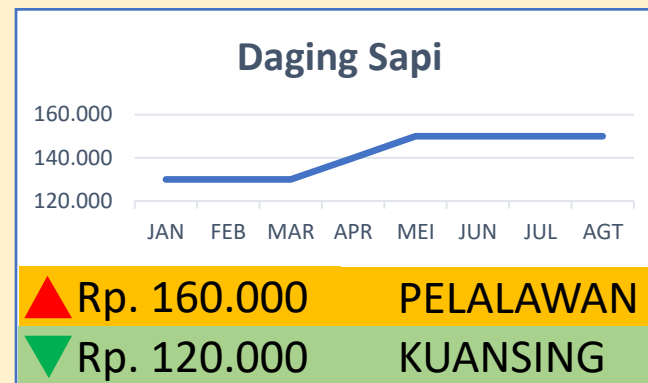 Daging Sapi
160.000
140.000
120.000
JAN FEB MAR APR MEI JUN JUL AGT
Rp. 160.000 PELALAWAN
Rp. 120.000 KUANSING